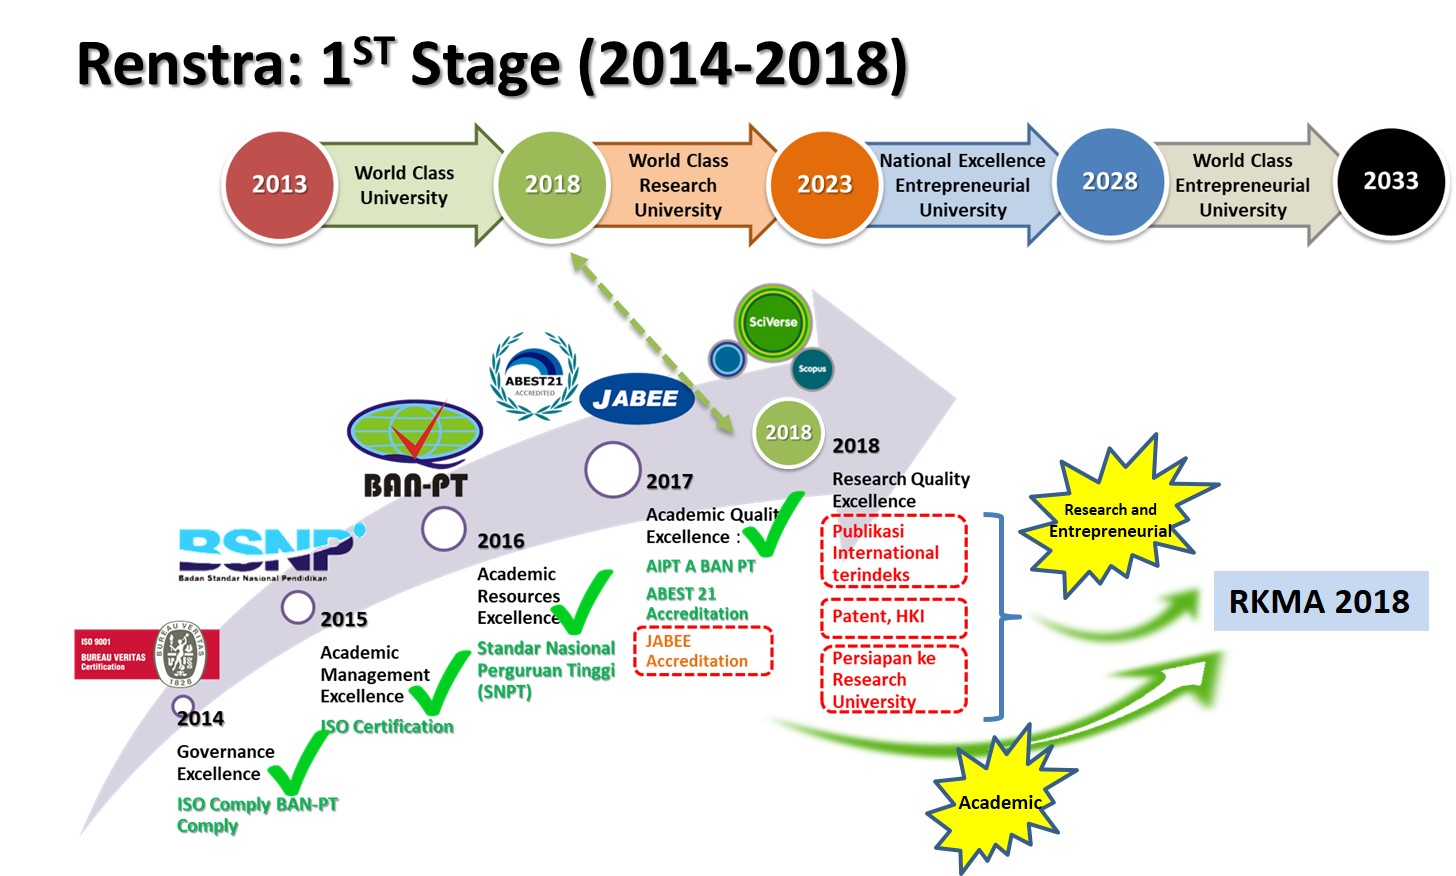 Renstra: 1ST Stage (2014-2018)
2013
World Class
University
2018
World Class
Research
University
2023
National Excellence
Entrepreneurial
University
2028
World Class
Entrepreneurial
University
2033
SciVerse
Scopus
ABEST21
ACCREDITED
JABEE
BAN-PT
BSNP
Badan Standar Nasional Pendidikan
ISO 9001
BUREAU VERITAS
Certification
BUREAU VERITAS
1828
2014
Governance
Excellence
ISO Comply BAN-PT
Comply
2015
Academic
Management
Excellence
ISO Certification
2016
Academic
Resources
Excellence
Standar Nasional
Perguruan Tinggi
(SNPT)
2017
Academic Qualit
Excellence :
AIPT A BAN PT
ABEST 21
Accreditation
JABEE
Accreditation
2018
2018
Research Quality
Excellence
Publikasi
International
terindeks
Patent, HKI
Persiapan ke
Research
University
Research and
Entrepreneurial
RKMA 2018
Academic